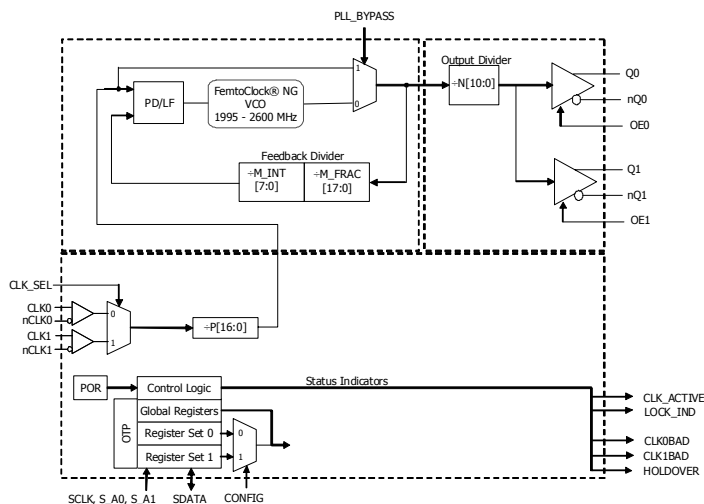 PLL_BYPASS
Output Divider
FemtoClock® NG
VCO
1995 - 2600 MHz
PD/LF
1
0
÷N[10:0]
Q0
nQ0
OE0
Feedback Divider
÷M_INT
[7:0]
÷M_FRAC
[17:0]
Q1
nQ1
OE1
CLK_SEL
CLK0
nCLK0
CLK1
nCLK1
0
1
÷P[16:0]
POR
Control Logic
Status Indicators
Global Registers
OTP
Register Set 0
Register Set 1
0
1
CLK_ACTIVE
LOCK_IND
CLK0BAD
CLK1BAD
HOLDOVER
SCLK, S_A0, S_A1
SDATA
CONFIG